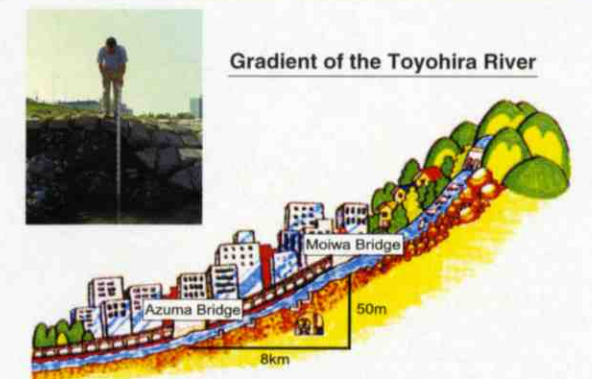 Gradient of the Toyohira River
Moiwa Bridge
Azuma Bridge
50m
8km